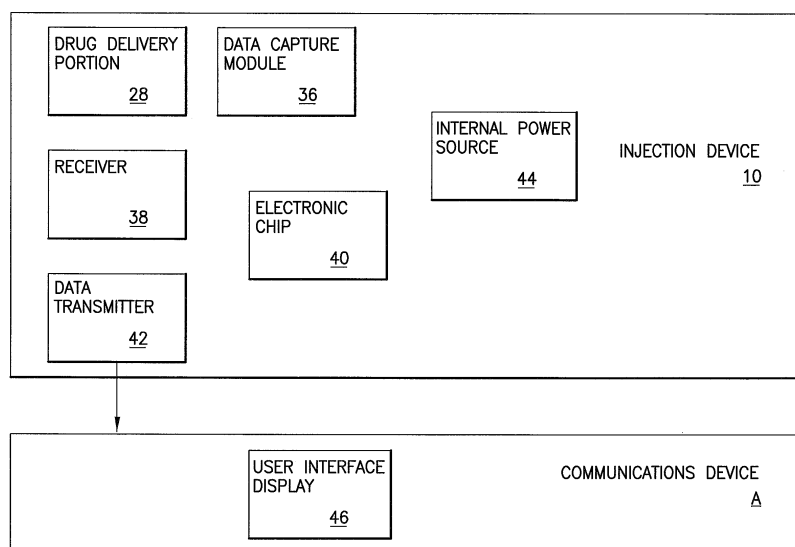 DRUG DELIVERY
PORTION
28
DATA CAPTURE
MODULE
36
INTERNAL POWER
SOURCE
44
INJECTION DEVICE
10
RECEIVER
38
ELECTRONIC
CHIP
40
DATA
TRANSMITTER
42
USER INTERFACE
DISPLAY
46
COMMUNICATIONS DEVICE
A